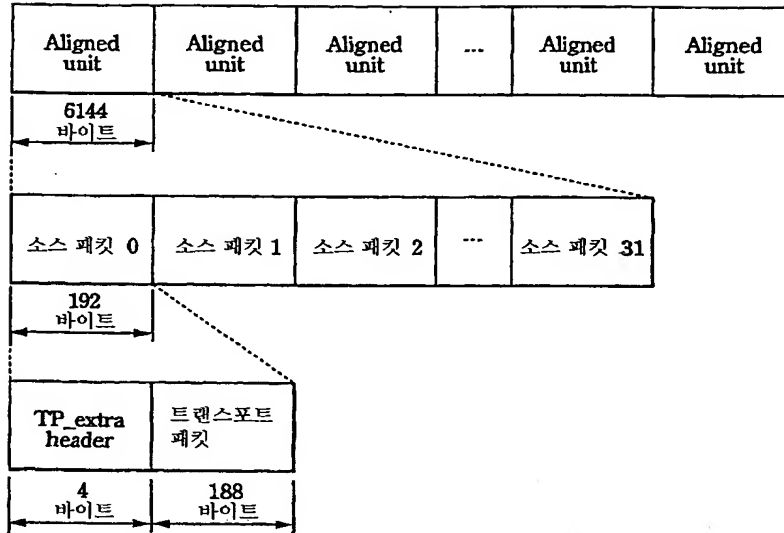 Aligned unit
Aligned unit
Aligned unit
---
Aligned unit
Aligned unit
6144
바이트
소스 패킷 0
소스 패킷 1
소스 패킷 2
---
소스 패킷 31
192
바이트
TP_extra header
트랜스포트 패킷
4
바이트
188
바이트